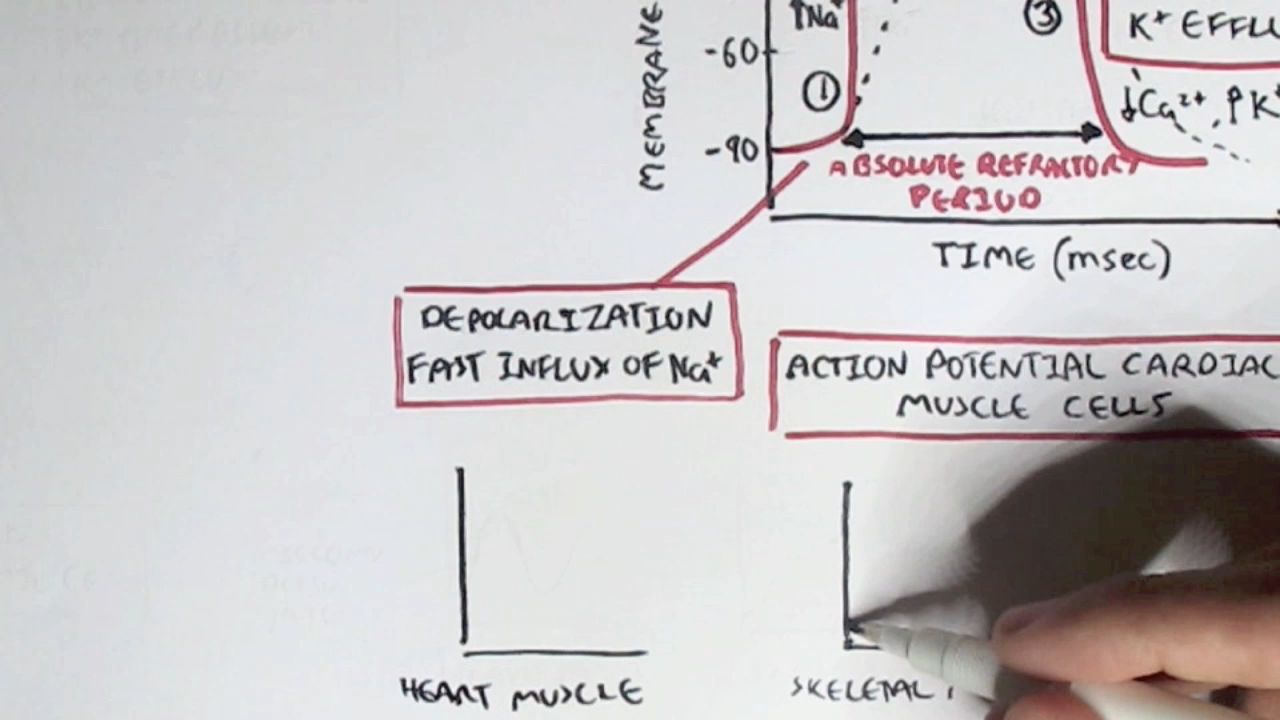 ↑Na⁺
③
K⁺ EFFLU
-60
MEMBRANE
①
↓Ca²⁺, ↑K⁺
-90
ABSOLUTE REFRACTORY
PERIOD
TIME (msec)
DEPOLARIZATION
FAST INFLUX OF Na⁺
ACTION POTENTIAL CARDIAC
MUSCLE CELLS
HEART MUSCLE
SKELETAL